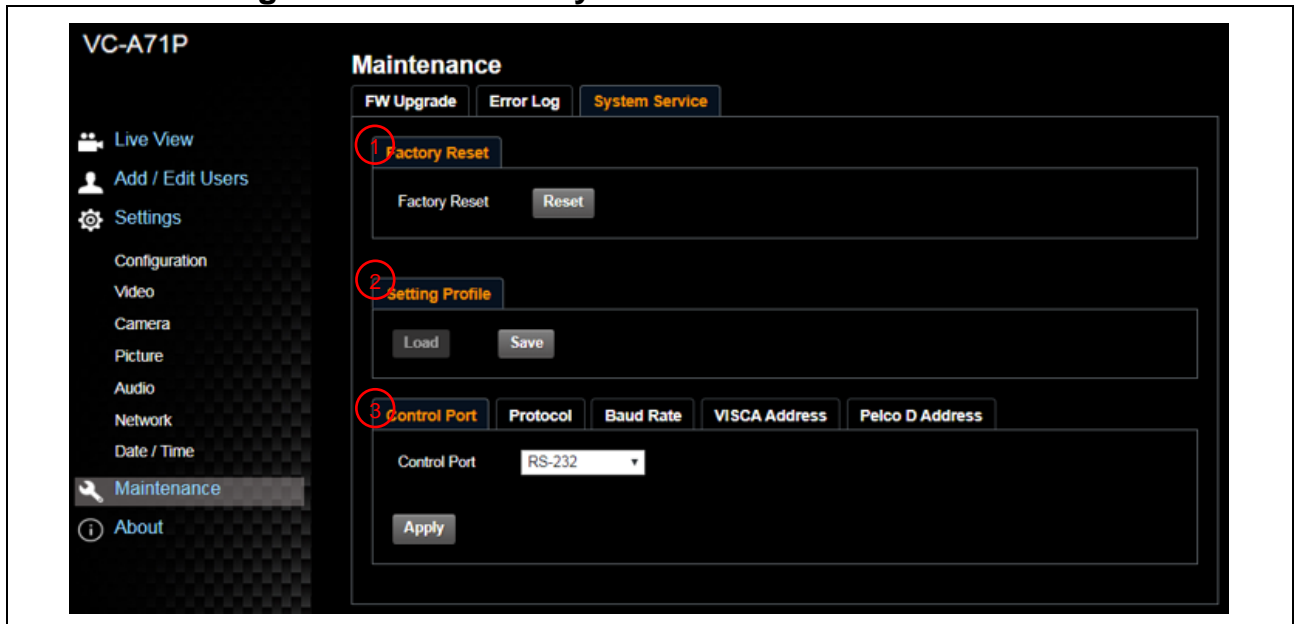 VC-A71P
Maintenance
FW Upgrade Error Log System Service
Live View
Add / Edit Users
Settings
Configuration
Video
Camera
Picture
Audio
Network
Date / Time
Maintenance
About
1 Factory Reset
Factory Reset Reset
2 Setting Profile
Load Save
3 Control Port Protocol Baud Rate VISCA Address Pelco D Address
Control Port RS-232
Apply